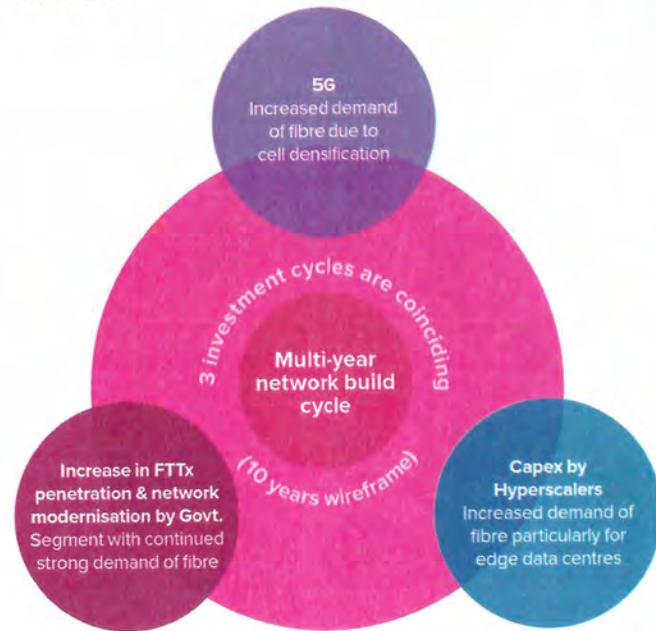 5G
Increased demand
of fibre due to
cell densification
3 investment cycles are coinciding
Multi-year
network build
cycle
(10 years wireframe)
Increase in FTTx
penetration & network
modernisation by Govt.
Segment with continued
strong demand of fibre
Capex by
Hyperscalers
Increased demand of
fibre particularly for
edge data centres